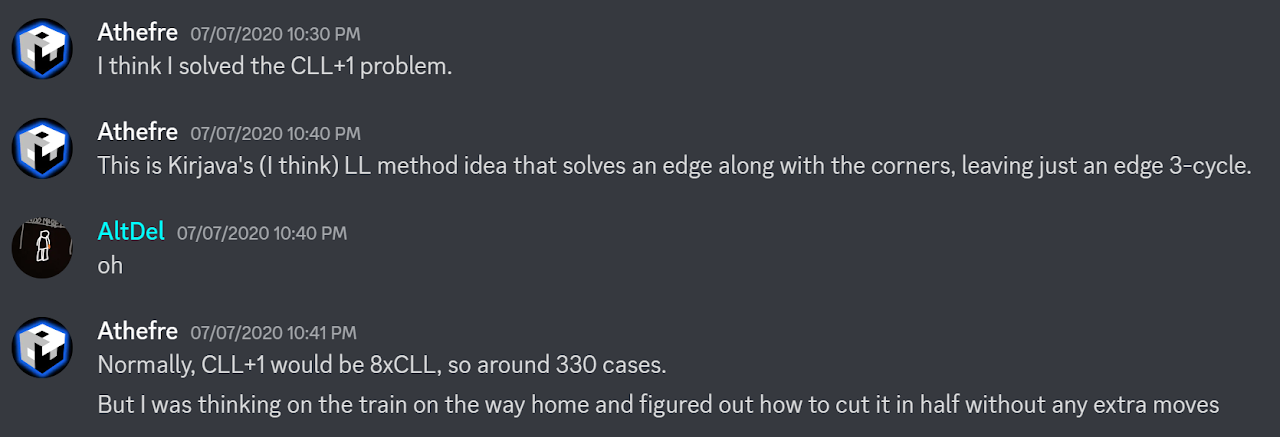 Athefre 07/07/2020 10:30 PM
I think I solved the CLL+1 problem.
Athefre 07/07/2020 10:40 PM
This is Kirjava's (I think) LL method idea that solves an edge along with the corners, leaving just an edge 3-cycle.
AltDel 07/07/2020 10:40 PM
oh
Athefre 07/07/2020 10:41 PM
Normally, CLL+1 would be 8xCLL, so around 330 cases.
But I was thinking on the train on the way home and figured out how to cut it in half without any extra moves